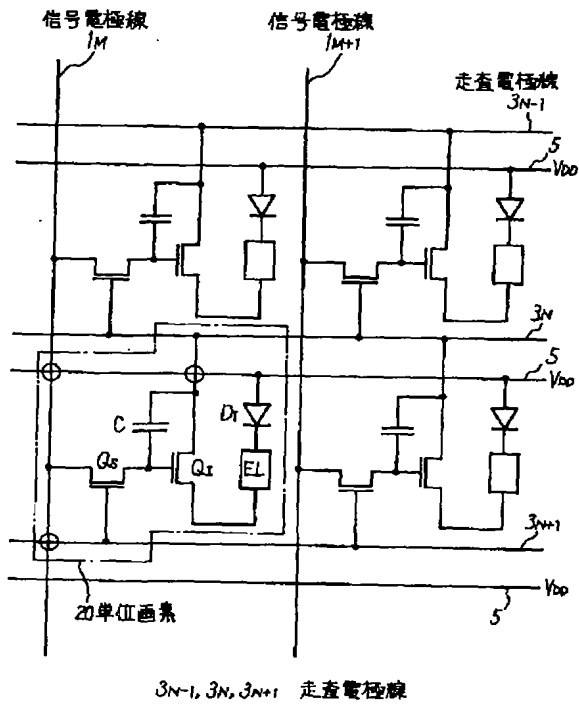 信号電極線
1M
信号電極線
1M+1
走査電極線
3N-1
5
VDD
3N
5
VDD
C
DI
QS
QI
EL
3N+1
20単位画素
VDD
5
3N-1, 3N, 3N+1 走査電極線